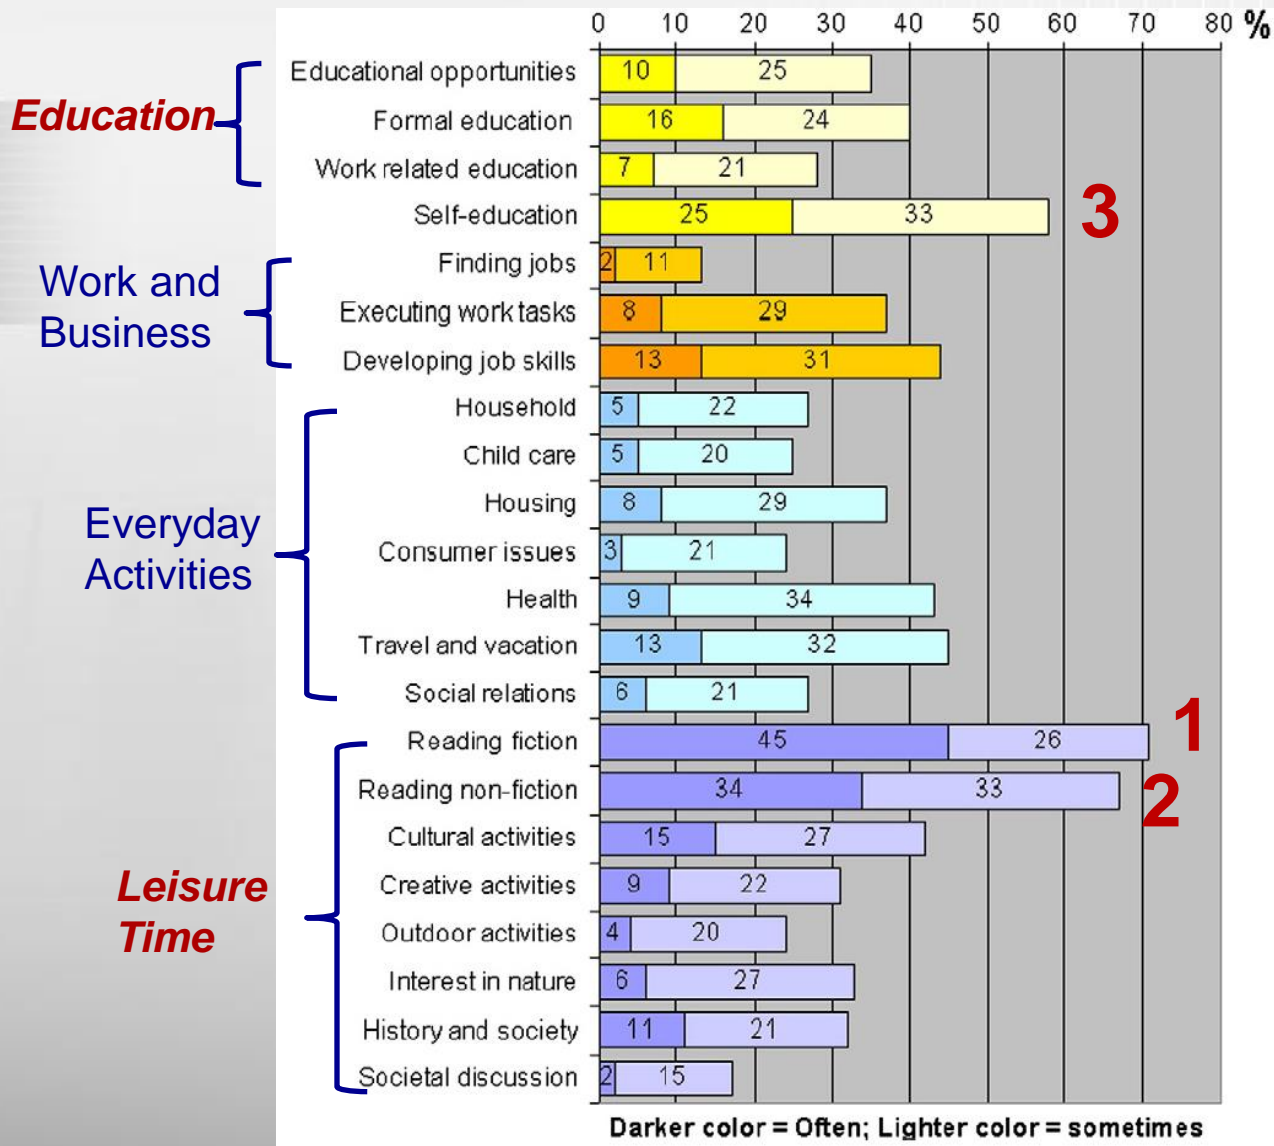 0 10 20 30 40 50 60 70 80 %
Educational opportunities 10 25
Education
Formal education 16 24
Work related education 7 21
Self-education 25 33 3
Finding jobs 2 11
Work and
Business
Executing work tasks 8 29
Developing job skills 13 31
Household 5 22
Child care 5 20
Housing 8 29
Everyday
Activities
Consumer issues 3 21
Health 9 34
Travel and vacation 13 32
Social relations 6 21
Reading fiction 45 26 1
Reading non-fiction 34 33 2
Cultural activities 15 27
Leisure
Time
Creative activities 9 22
Outdoor activities 4 20
Interest in nature 6 27
History and society 11 21
Societal discussion 2 15
Darker color = Often; Lighter color = sometimes